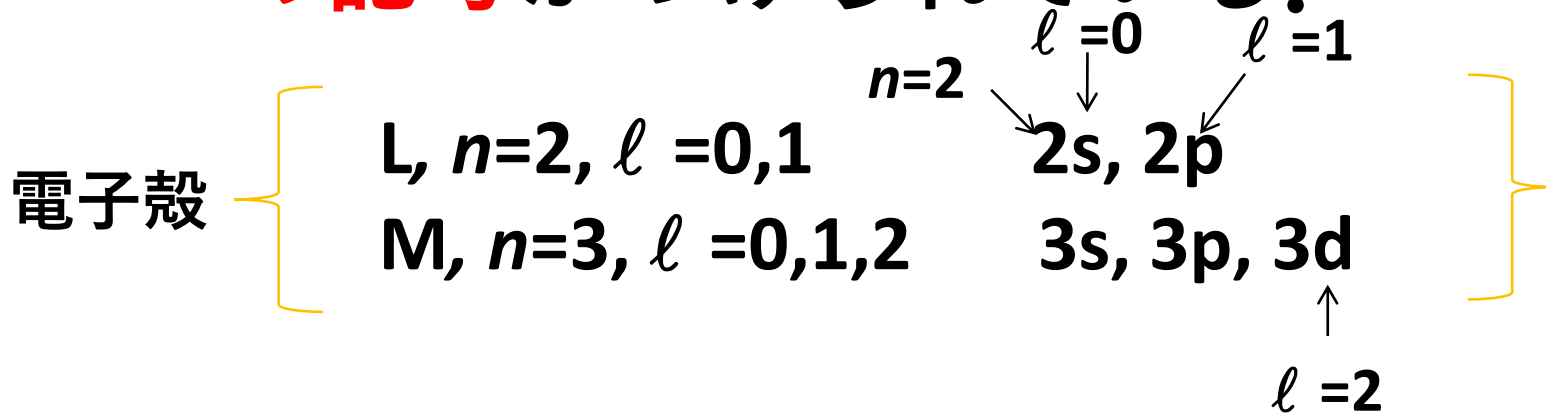 ℓ =0
ℓ =1
n=2
L, n=2, ℓ =0,1
2s, 2p
電子殻
M, n=3, ℓ =0,1,2
3s, 3p, 3d
ℓ =2